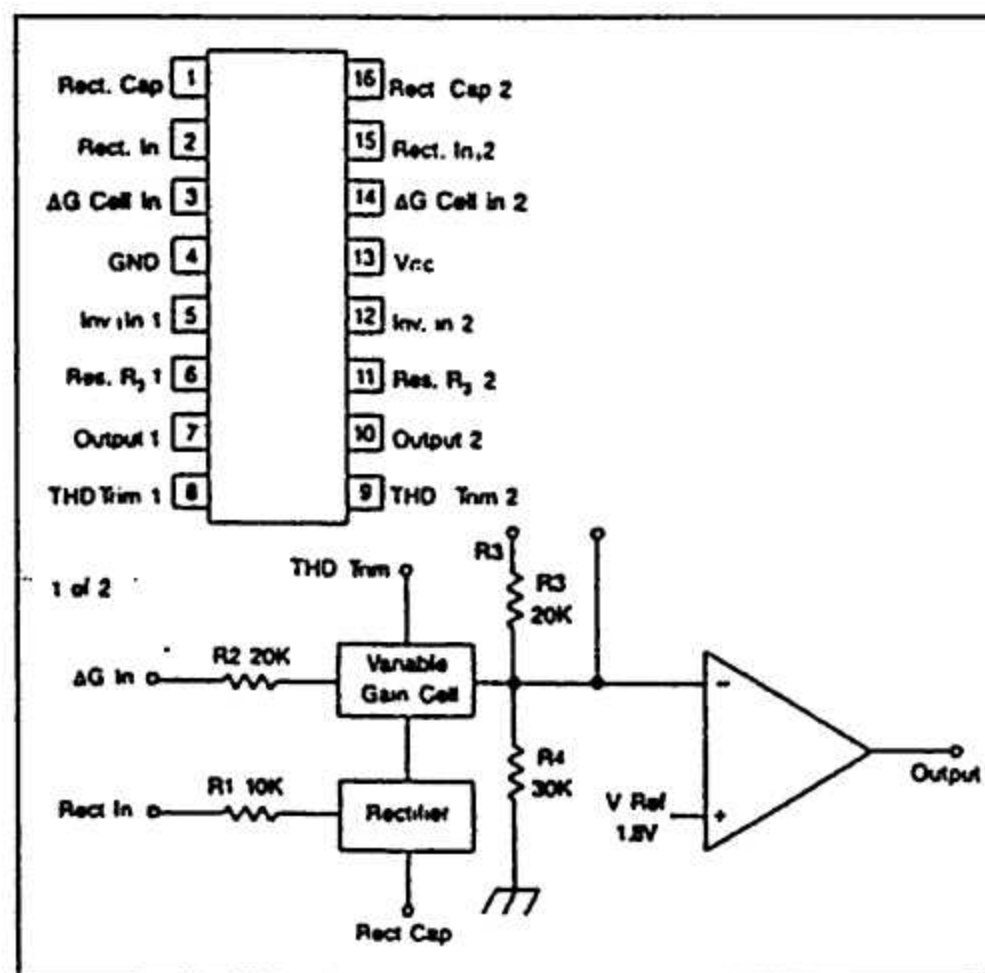 Rect. Cap 1
16 Rect Cap 2
Rect. In 2
15 Rect. In 2
ΔG Cell In 3
14 ΔG Cell in 2
GND 4
13 Vcc
Inv. In 1 5
12 Inv. in 2
Res. R3 1 6
11 Res. R3 2
Output 1 7
10 Output 2
THD Trim 1 8
9 THD Trim 2
1 of 2
THD Trim
R3
R3
20K
ΔG In
R2 20K
Variable
Gain Cell
R4
30K
Rect In
R1 10K
Rectifier
V Ref
1.8V
Output
Rect Cap